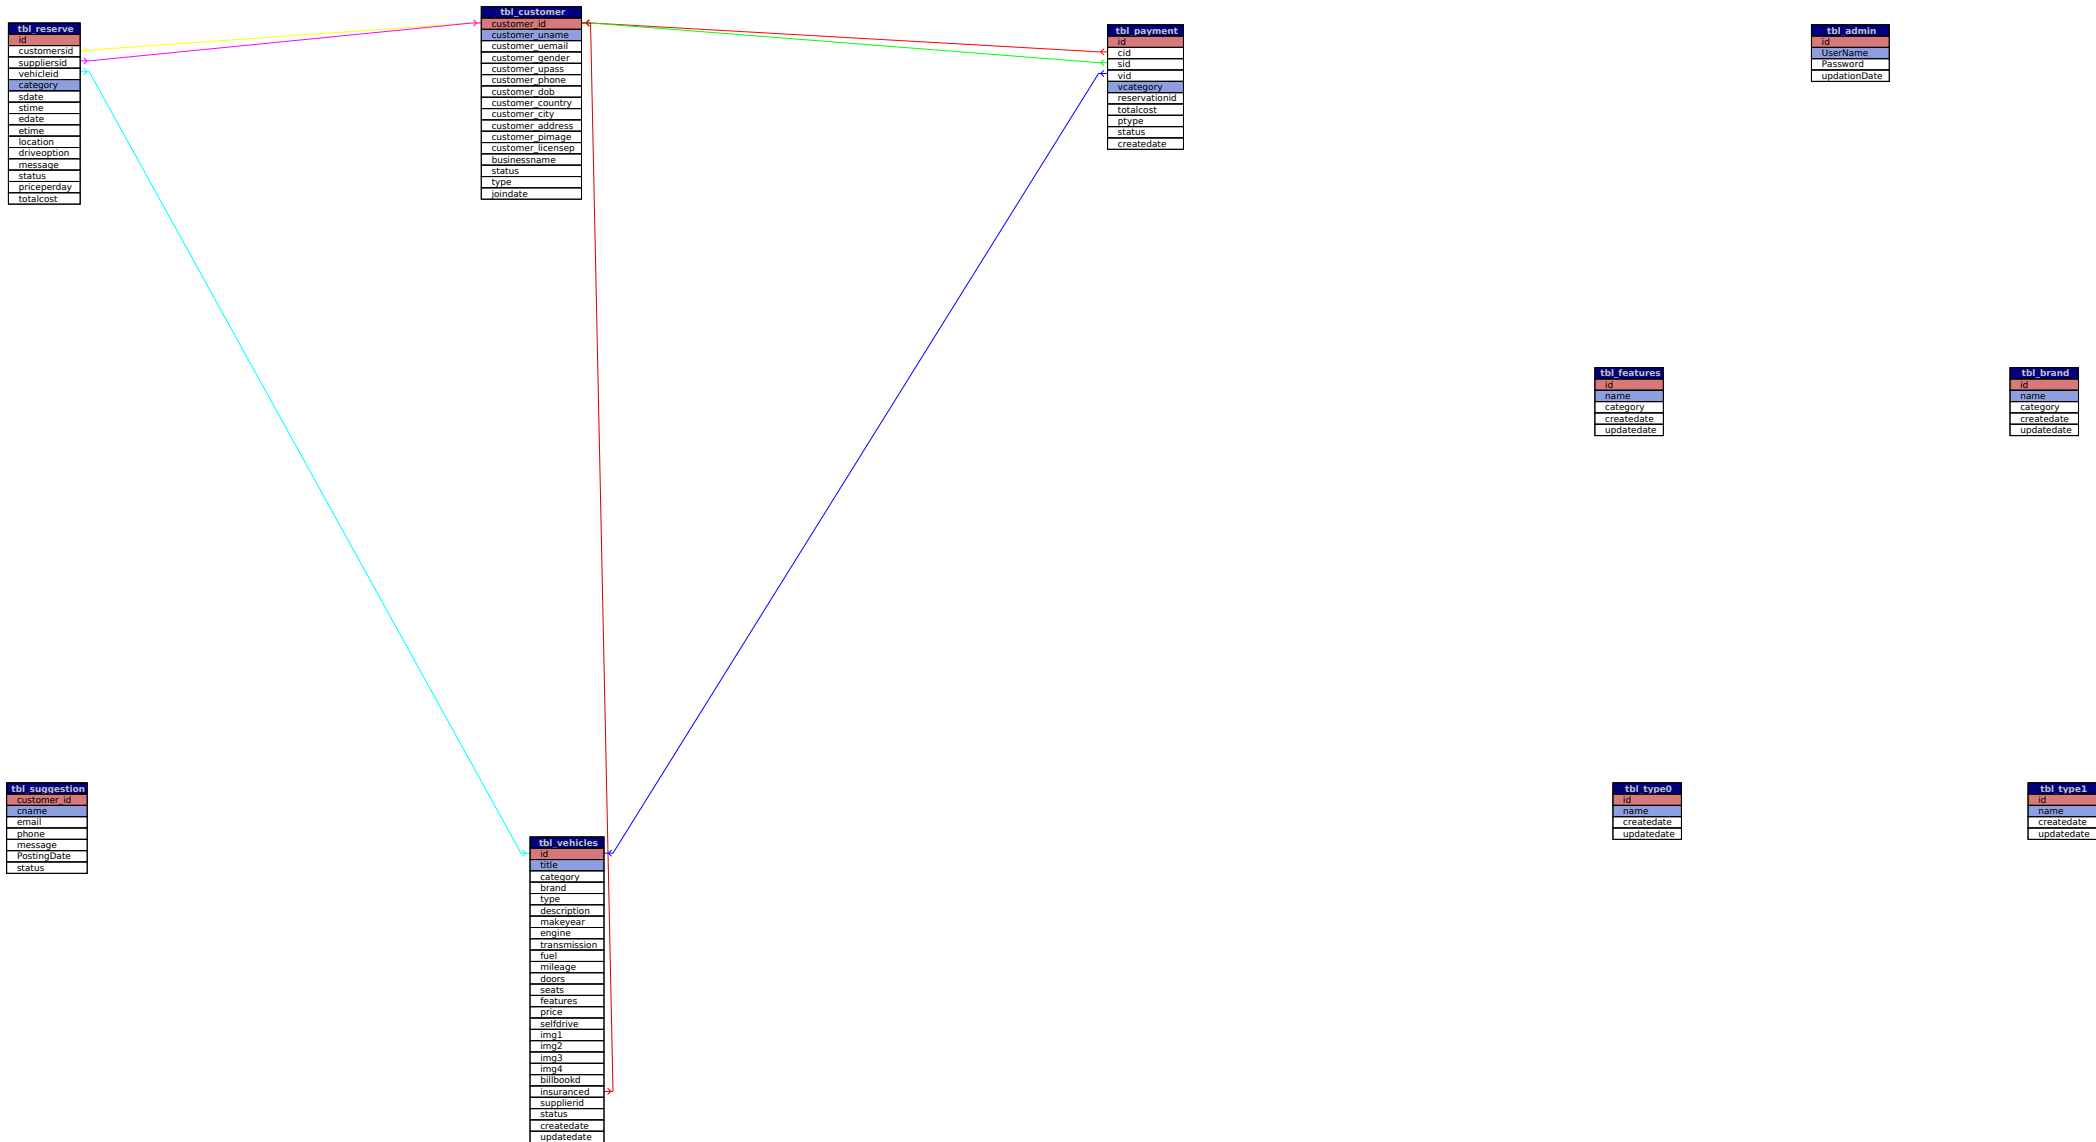 tbl_reserve
id
customersid
suppliersid
vehicleid
category
sdate
stime
edate
etime
location
driveoption
message
status
priceperday
totalcost
tbl_customer
customer_id
customer_uname
customer_uemail
customer_gender
customer_upass
customer_phone
customer_dob
customer_country
customer_city
customer_address
customer_pimage
customer_licensep
businessname
status
type
joindate
tbl_payment
id
cid
sid
vid
vcategory
reservationid
totalcost
ptype
status
createdate
tbl_admin
id
UserName
Password
updationDate
tbl_features
id
name
category
createdate
updatedate
tbl_brand
id
name
category
createdate
updatedate
tbl_suggestion
customer_id
cname
email
phone
message
PostingDate
status
tbl_vehicles
id
title
category
brand
type
description
makeyear
engine
transmission
fuel
mileage
doors
seats
features
price
selfdrive
img1
img2
img3
img4
billbookd
insuranced
supplierid
status
createdate
updatedate
tbl_type0
id
name
createdate
updatedate
tbl_type1
id
name
createdate
updatedate